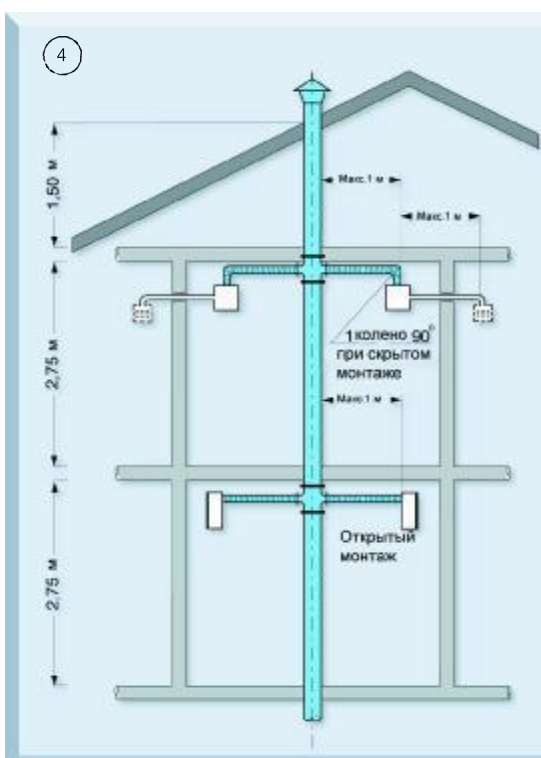 4
1,50 м
Макс.1 м
Макс.1 м
2,75 м
1колено 90°
при скрытом
монтаже
Макс.1 м
2,75 м
Открытый
монтаж